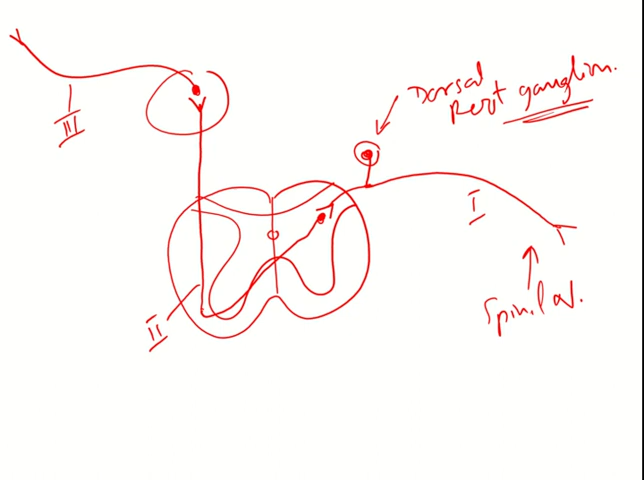 III
Dorsal
Root ganglion.
I
Spinal N.
II